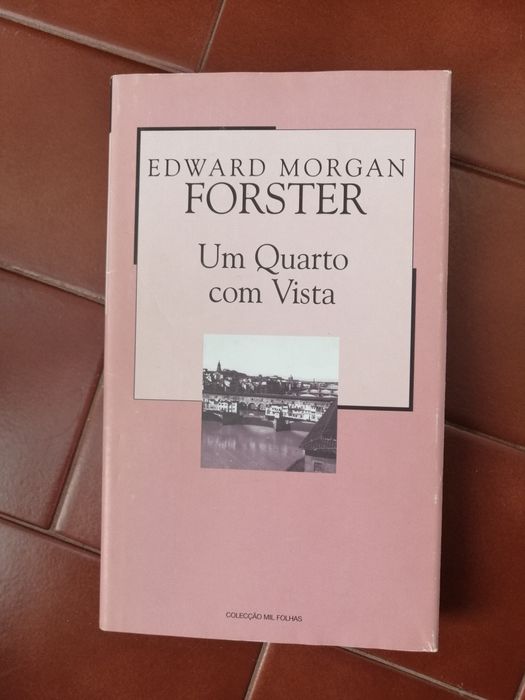 EDWARD MORGAN
FORSTER
Um Quarto
com Vista
COLECÇÃO MIL FOLHAS